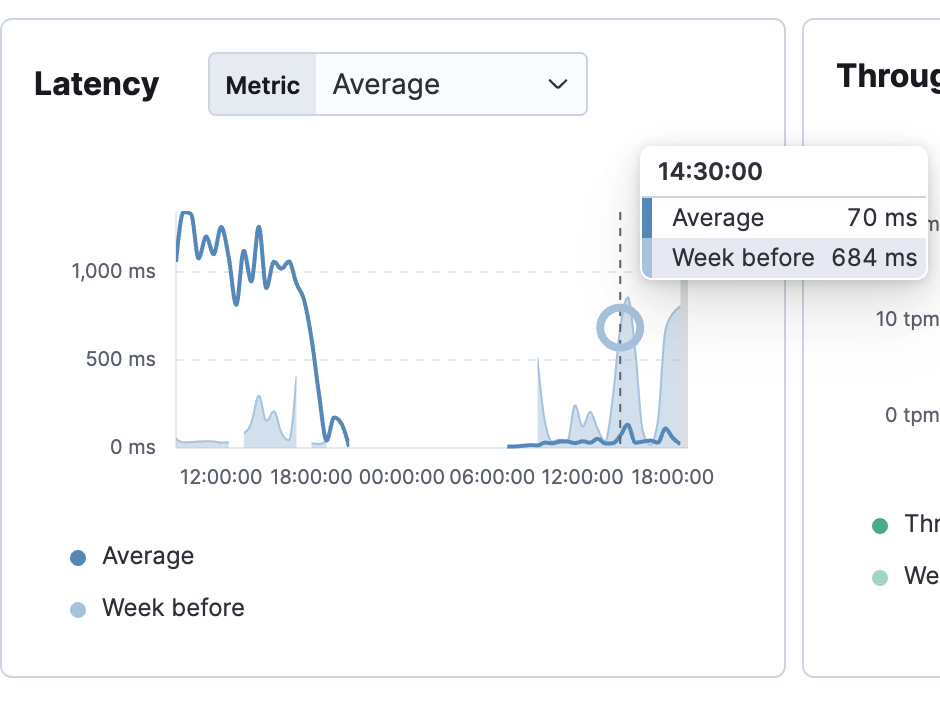 Latency
Metric Average
Throug
14:30:00
Average 70 ms
Week before 684 ms
1,000 ms
500 ms
0 ms
12:00:00 18:00:00 00:00:00 06:00:00 12:00:00 18:00:00
Average
Week before
m
10 tpm
0 tpm
Thr
We